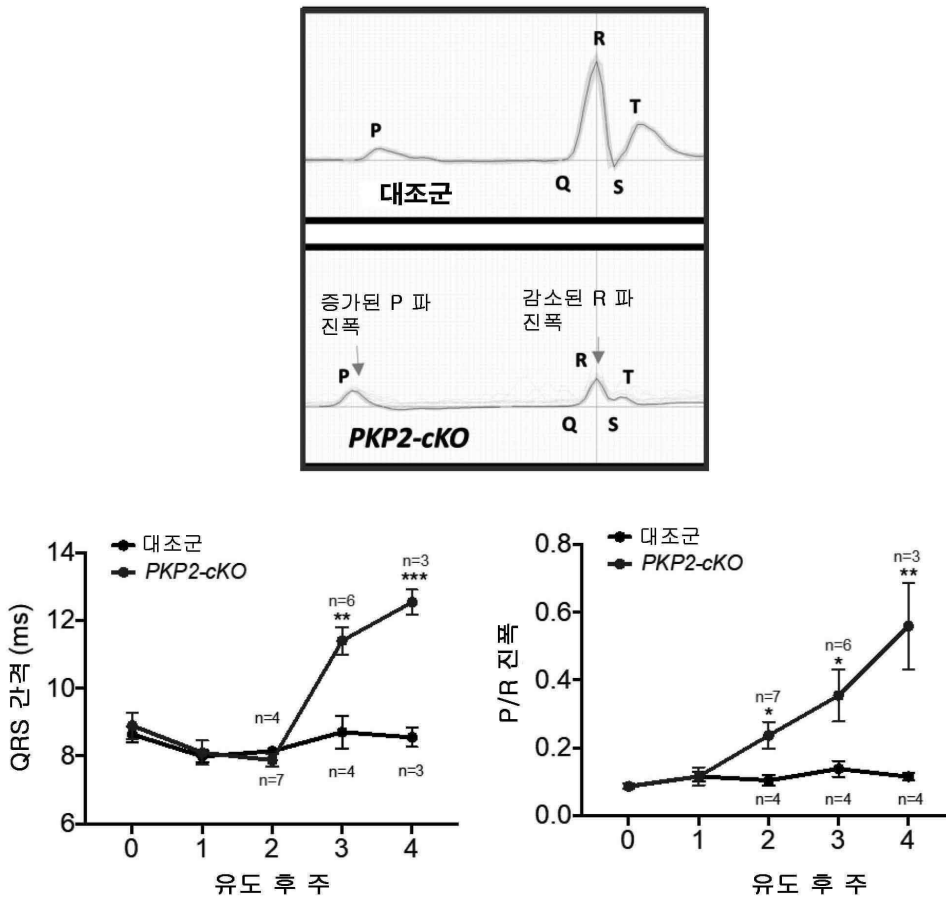 R
P
T
Q
S
대조군
증가된 P 파
진폭
감소된 R 파
진폭
R
P
T
Q
S
PKP2-cKO
14
12
10
8
6
QRS 간격 (ms)
대조군
PKP2-cKO
n=3
***
n=6
**
n=4
n=7
n=4
n=3
0 1 2 3 4
유도 후 주
0.8
0.6
0.4
0.2
0.0
P/R 진폭
대조군
PKP2-cKO
n=3
**
n=6
*
n=7
*
n=4 n=4 n=4
0 1 2 3 4
유도 후 주